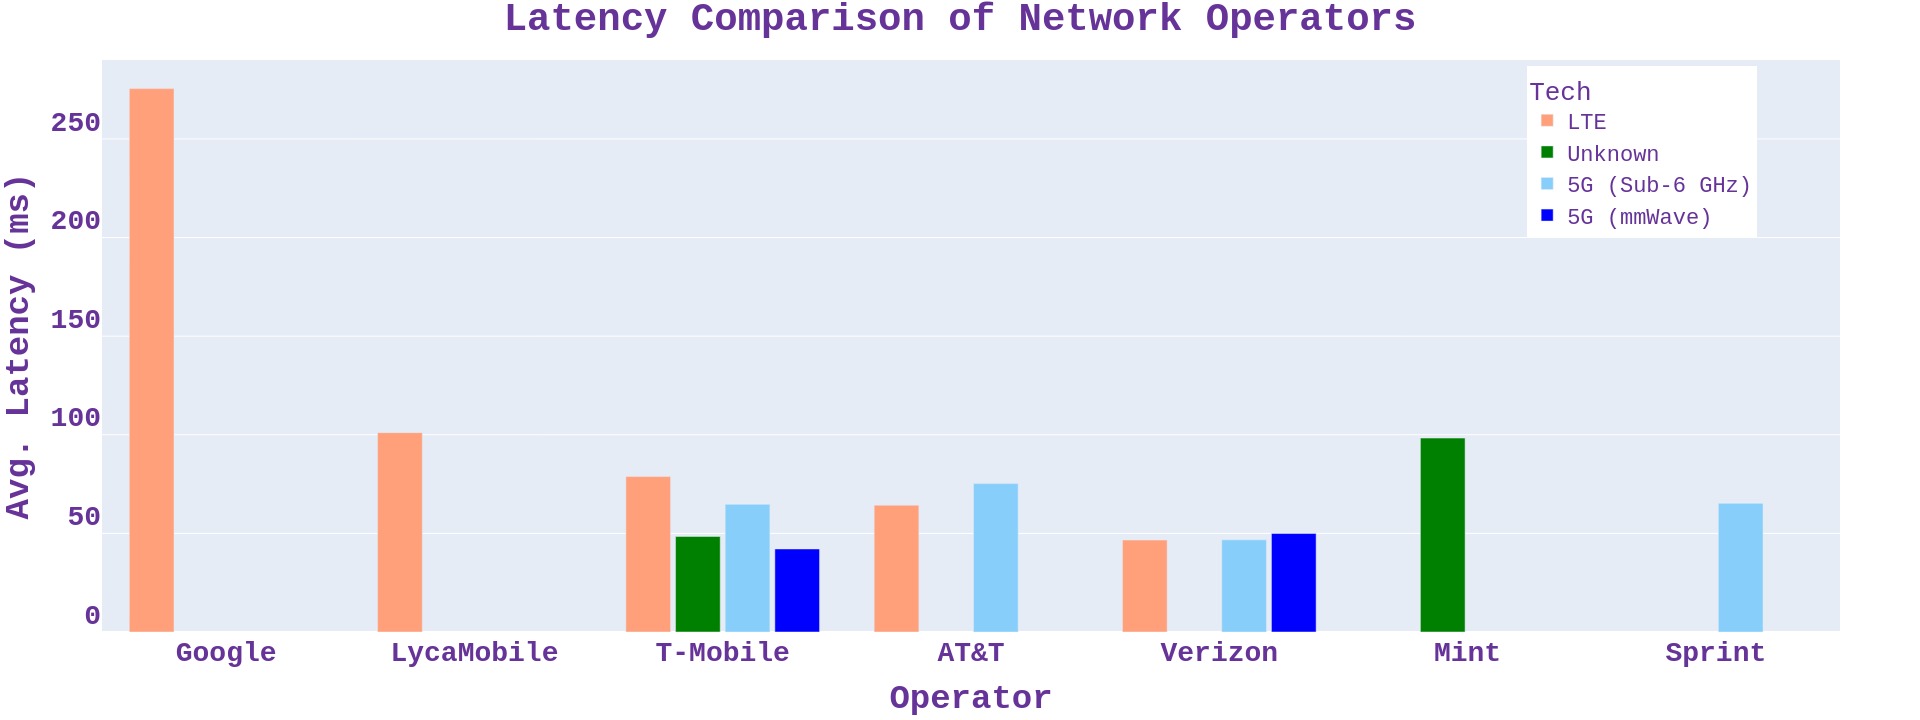 Latency Comparison of Network Operators
Tech
LTE
Unknown
5G (Sub-6 GHz)
5G (mmWave)
Avg. Latency (ms)
250
200
150
100
50
0
Google LycaMobile T-Mobile AT&T Verizon Mint Sprint
Operator